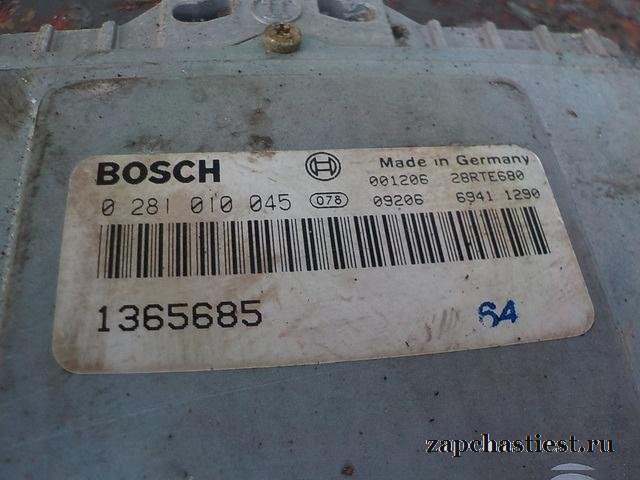 BOSCH
Made in Germany
0 281 010 045 078
001206 28RTE680
09206 6941 1290
1365685 64
zapchastiest.ru